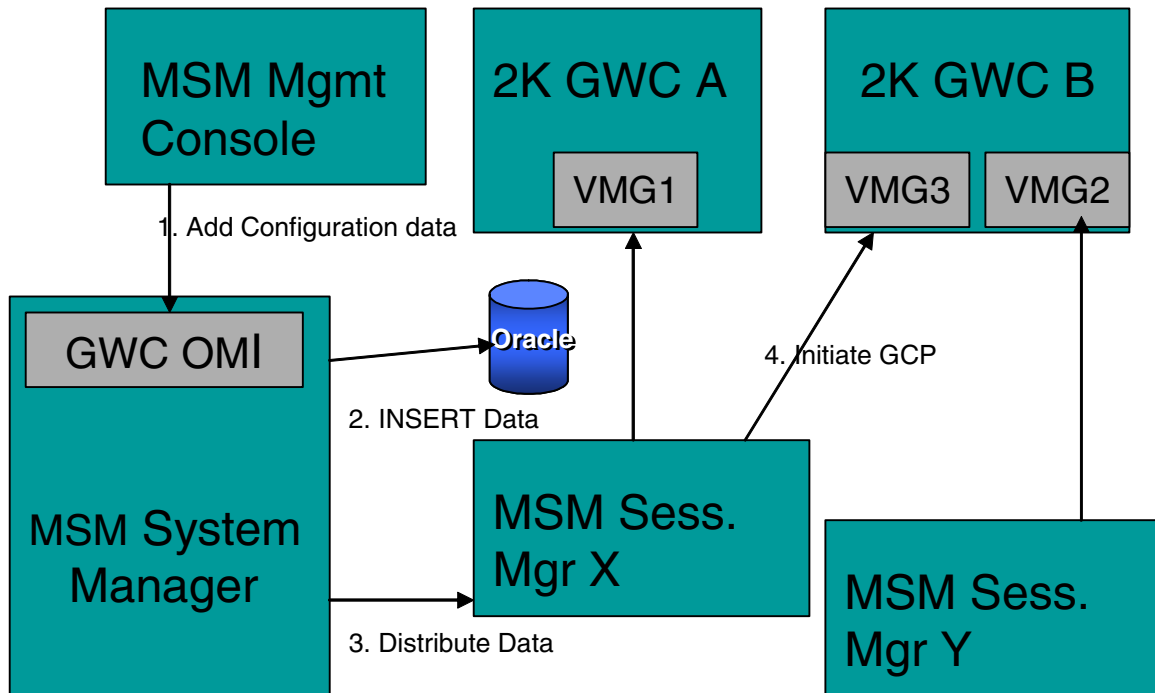 MSM Mgmt
Console
2K GWC A
VMG1
2K GWC B
VMG3
VMG2
1. Add Configuration data
GWC OMI
Oracle
2. INSERT Data
4. Initiate GCP
MSM System
Manager
MSM Sess.
Mgr X
3. Distribute Data
MSM Sess.
Mgr Y